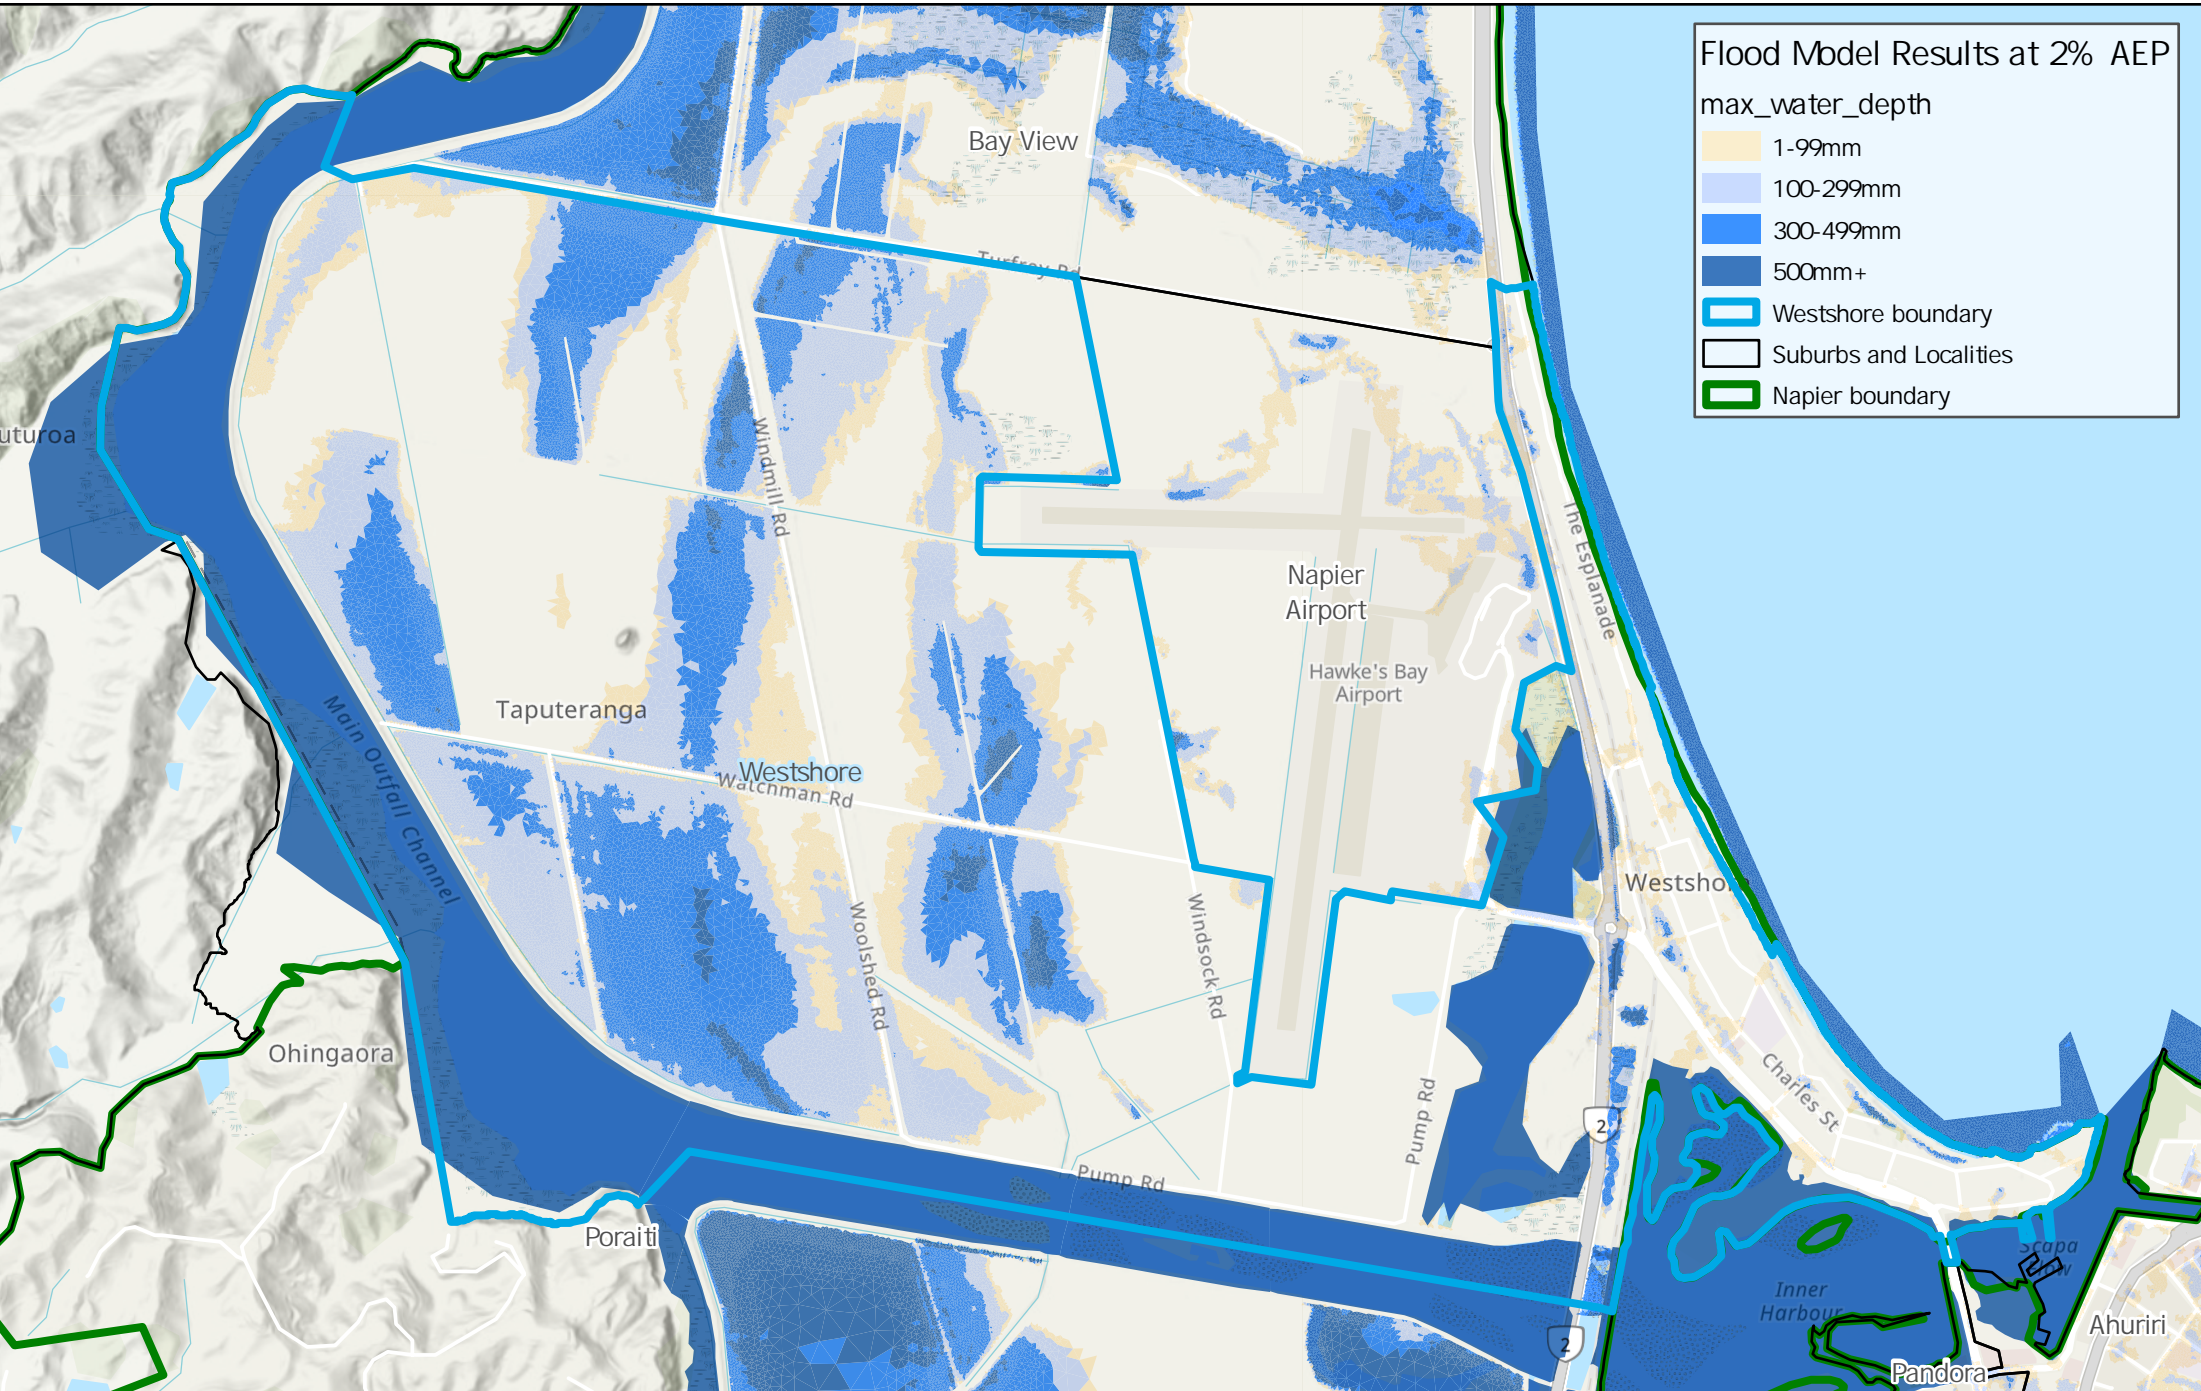 Flood Model Results at 2% AEP
max_water_depth
1-99mm
100-299mm
300-499mm
500mm+
Westshore boundary
Suburbs and Localities
Napier boundary
Bay View
Turfrey Rd
uturoa
Windmill Rd
The Esplanade
Napier
Airport
Hawke's Bay
Airport
Taputeranga
Main Outfall Channel
Westshore
Watchman Rd
Westshore
Woolshed Rd
Windsock Rd
Ohingaora
Charles St
Pump Rd
2
Pump Rd
Poraiti
Scapa
Flow
Inner
Harbour
Ahuriri
2
Pandora